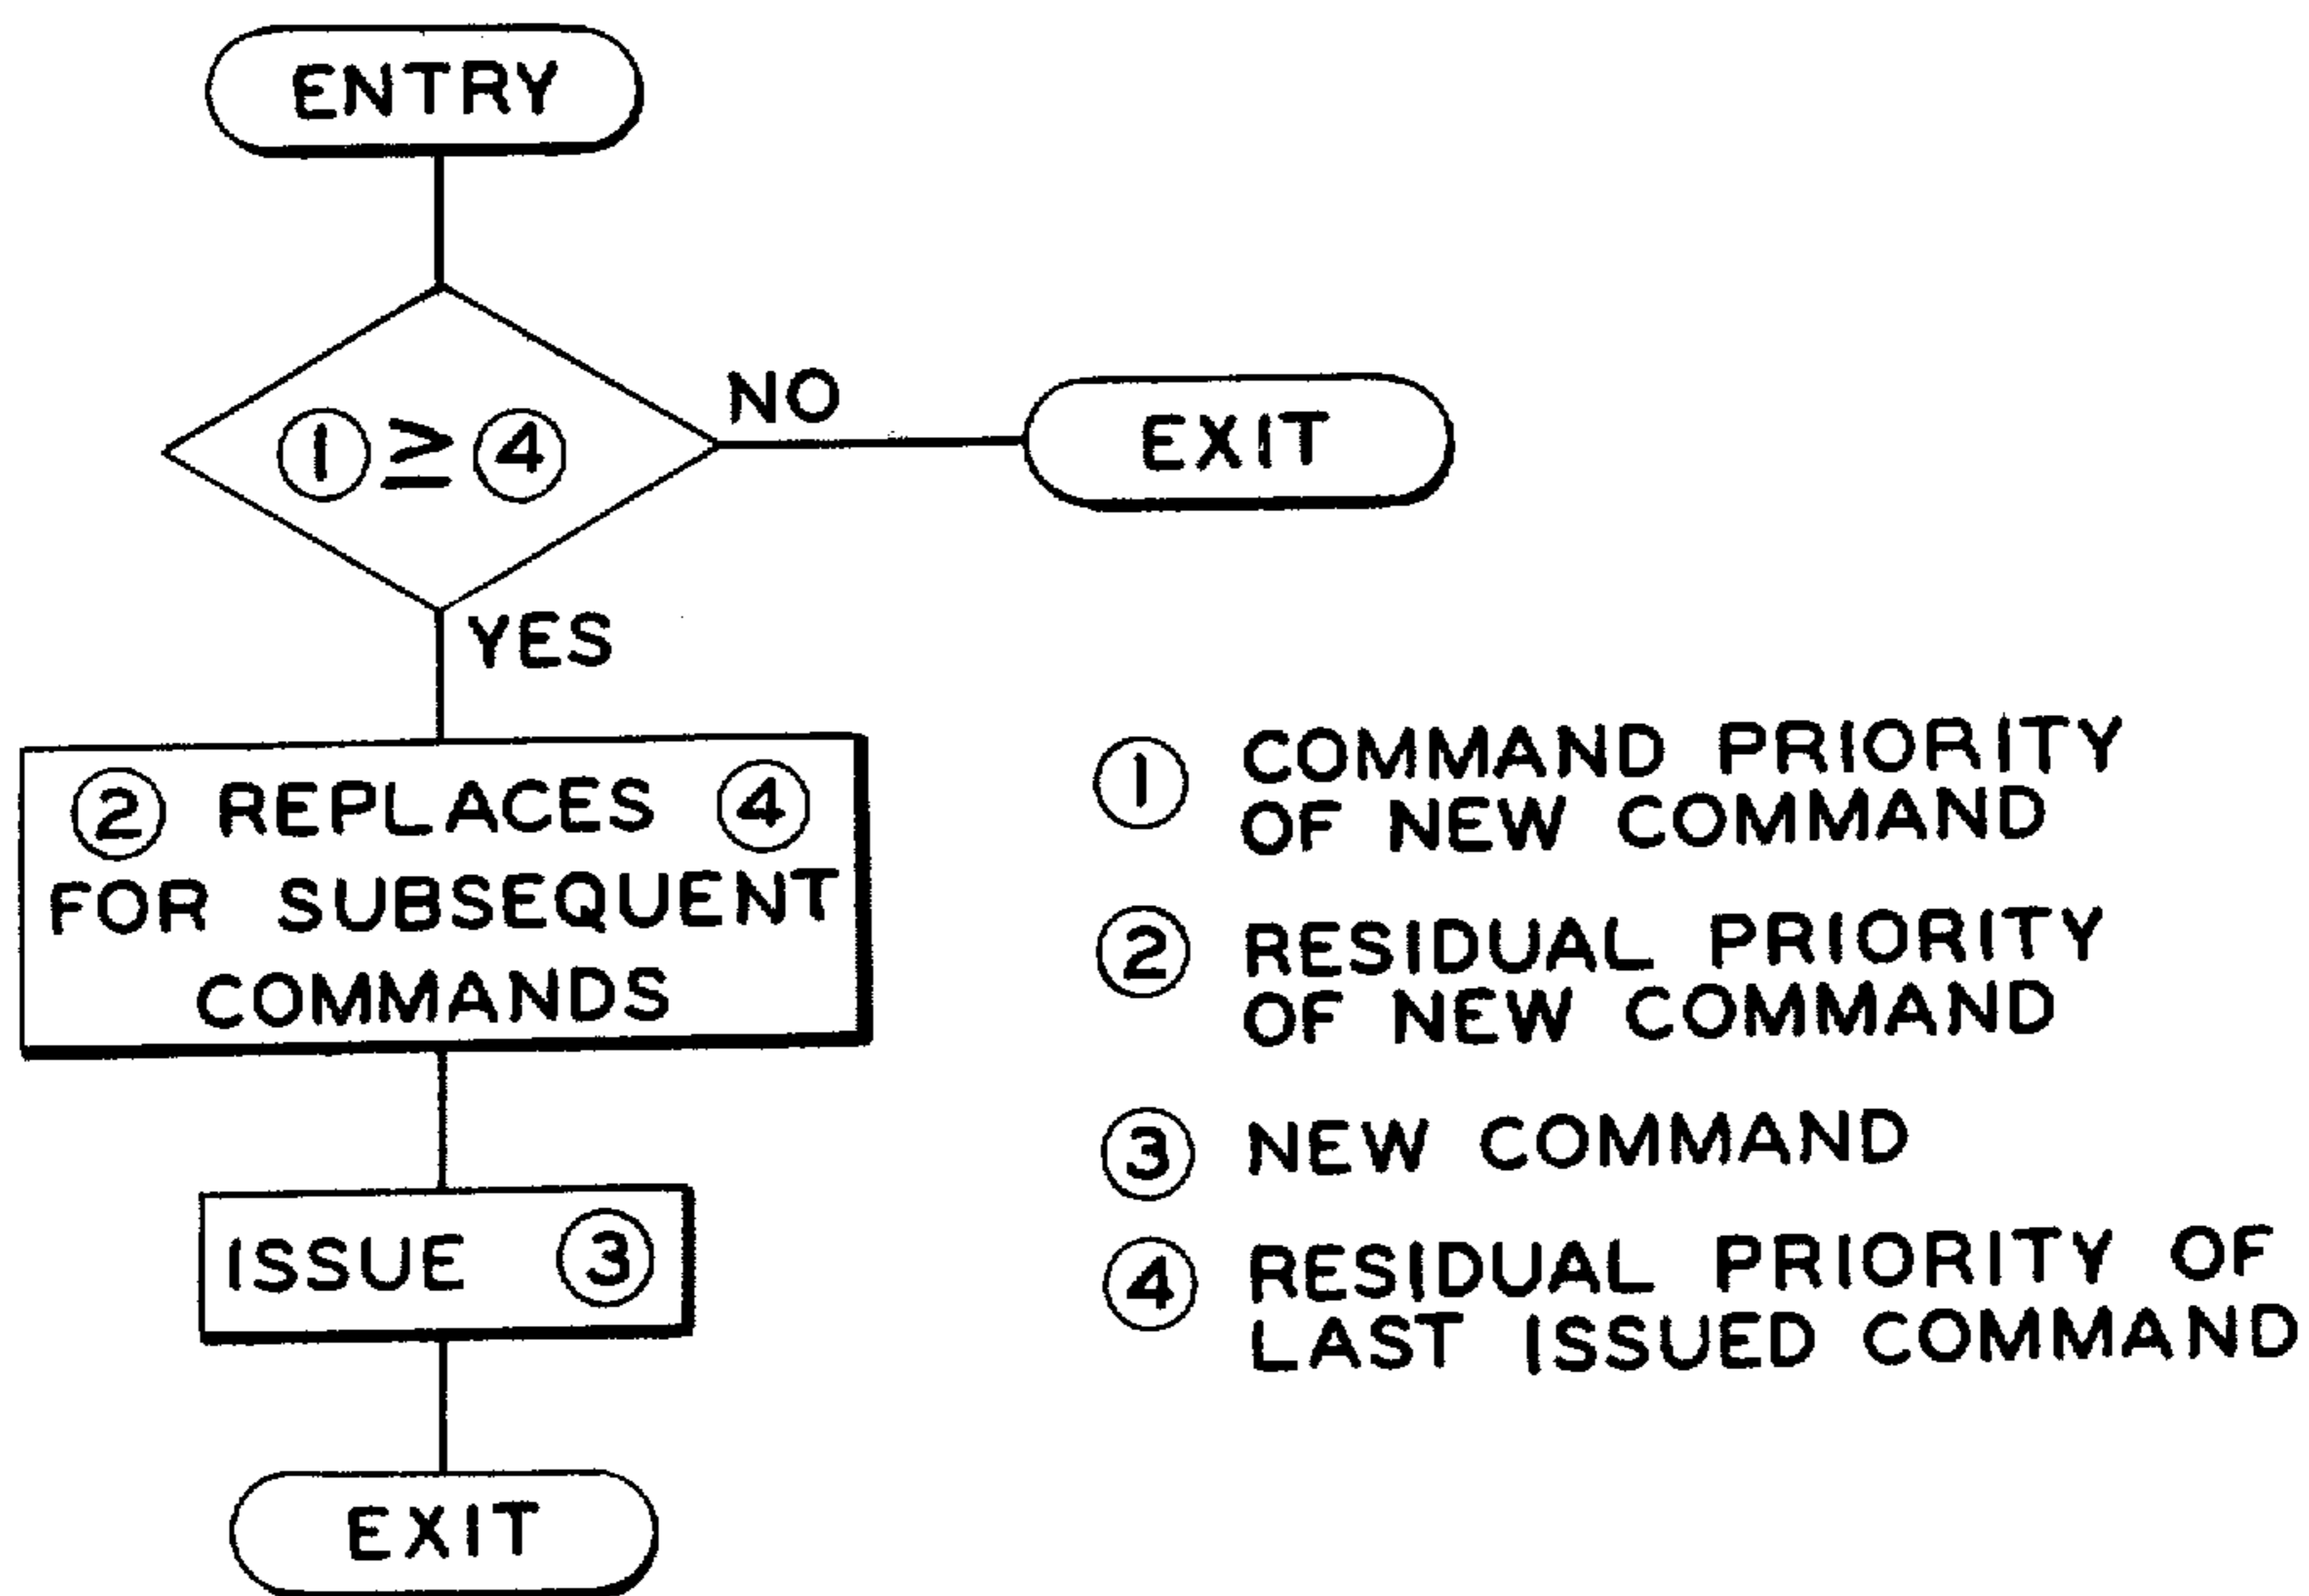 ENTRY
① ≥ ④
NO
EXIT
YES
② REPLACES ④
FOR SUBSEQUENT
COMMANDS
ISSUE ③
EXIT
① COMMAND PRIORITY
OF NEW COMMAND
② RESIDUAL PRIORITY
OF NEW COMMAND
③ NEW COMMAND
④ RESIDUAL PRIORITY OF
LAST ISSUED COMMAND